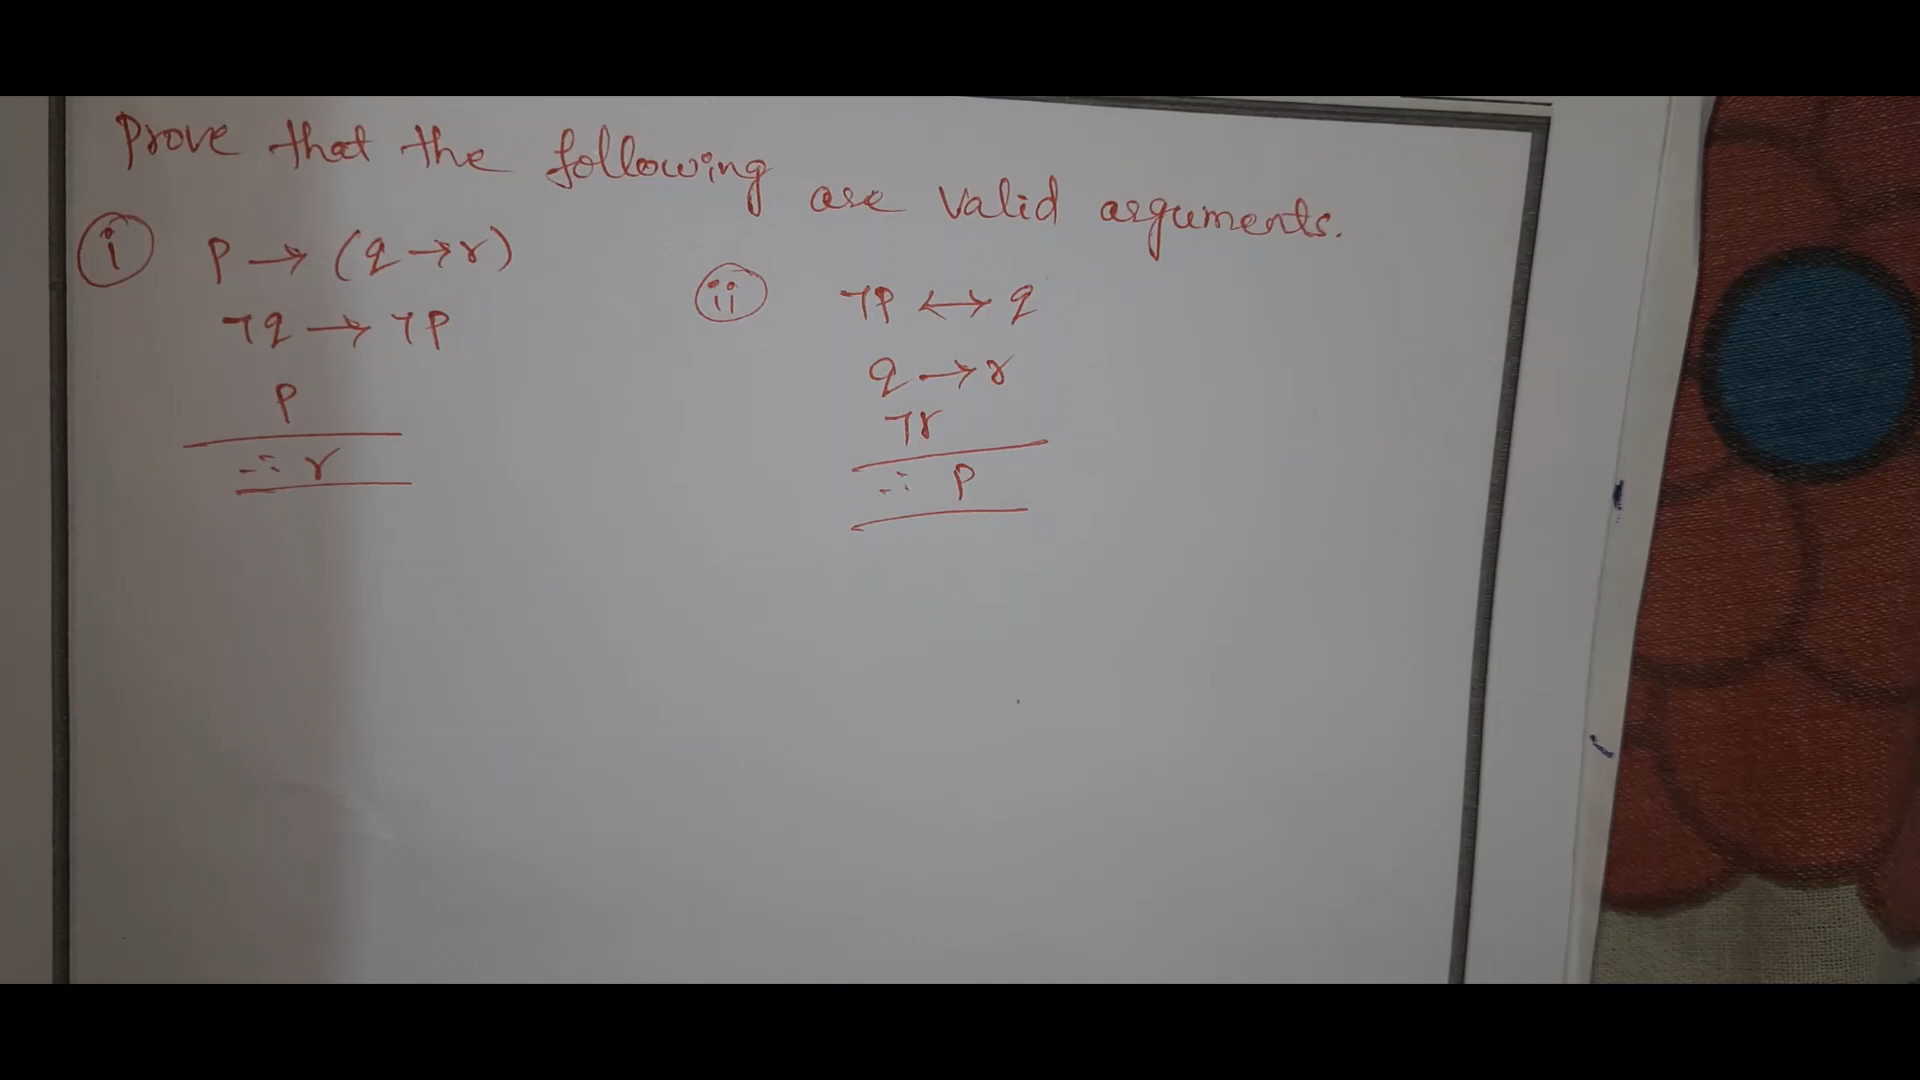 Prove that the following are valid arguments.
(i) p → (q → r)
¬q → ¬p
p
∴ r
(ii) ¬p ↔ q
q → r
¬r
∴ p